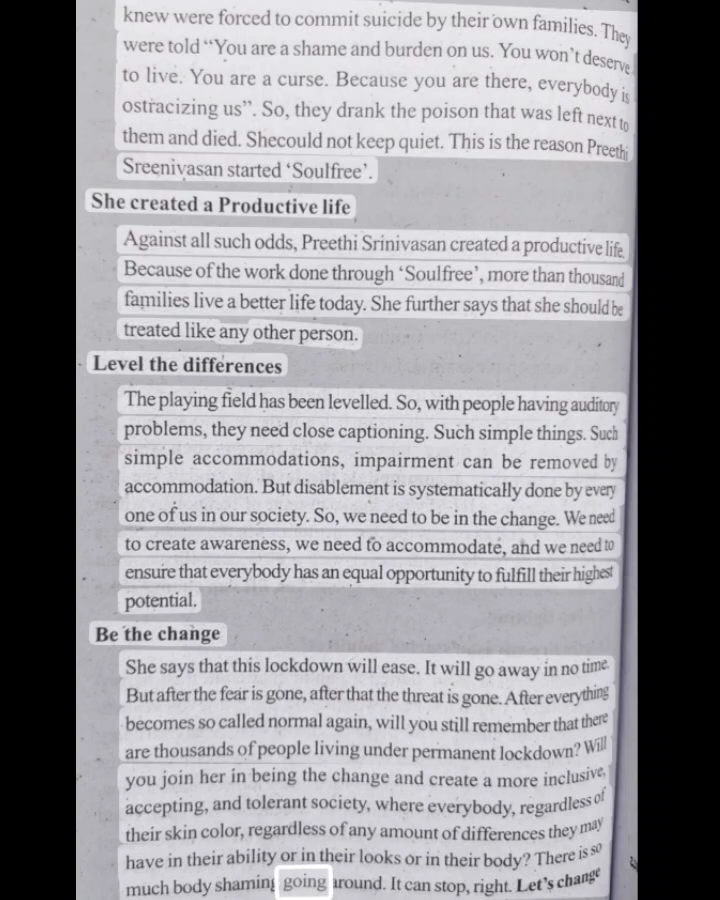 knew were forced to commit suicide by their own families. They
were told “You are a shame and burden on us. You won’t deserve
to live. You are a curse. Because you are there, everybody is
ostracizing us”. So, they drank the poison that was left next to
them and died. Shecould not keep quiet. This is the reason Preethi
Sreenivasan started ‘Soulfree’.
She created a Productive life
Against all such odds, Preethi Srinivasan created a productive life.
Because of the work done through ‘Soulfree’, more than thousand
families live a better life today. She further says that she should be
treated like any other person.
Level the differences
The playing field has been levelled. So, with people having auditory
problems, they need close captioning. Such simple things. Such
simple accommodations, impairment can be removed by
accommodation. But disablement is systematically done by every
one of us in our society. So, we need to be in the change. We need
to create awareness, we need to accommodate, and we need to
ensure that everybody has an equal opportunity to fulfill their highest
potential.
Be the change
She says that this lockdown will ease. It will go away in no time.
But after the fear is gone, after that the threat is gone. After everything
becomes so called normal again, will you still remember that there
are thousands of people living under permanent lockdown? Will
you join her in being the change and create a more inclusive,
accepting, and tolerant society, where everybody, regardless of
their skin color, regardless of any amount of differences they may
have in their ability or in their looks or in their body? There is so
much body shaming going around. It can stop, right. Let’s change